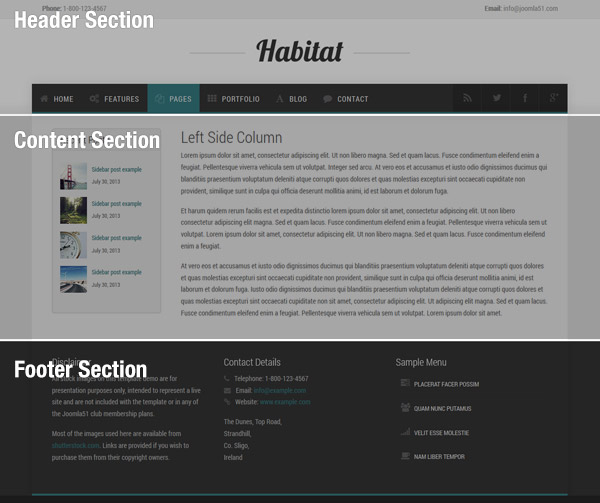 Phone: 1-800-123-4567
Email: info@joomla51.com
Header Section
Habitat
HOME
FEATURES
PAGES
PORTFOLIO
BLOG
CONTACT
Content Section
Sidebar post example
July 30, 2013
Sidebar post example
July 30, 2013
Sidebar post example
July 30, 2013
Sidebar post example
July 30, 2013
Left Side Column
Lorem ipsum dolor sit amet, consectetur adipiscing elit. Ut non libero magna. Sed et quam lacus. Fusce condimentum eleifend enim a
feugiat. Pellentesque viverra vehicula sem ut volutpat. Integer sed arcu. At vero eos et accusamus et iusto odio dignissimos ducimus qui
blanditiis praesentium voluptatum deleniti atque corrupti quos dolores et quas molestias excepturi sint occaecati cupiditate non
provident, similique sunt in culpa qui officia deserunt mollitia animi, id est laborum et dolorum fuga.
Et harum quidem rerum facilis est et expedita distinctio lorem ipsum dolor sit amet, consectetur adipiscing elit. Ut non libero
consectetur adipiscing elit. Ut magna. Sed et quam lacus. Fusce condimentum eleifend enim a feugiat. Pellentesque viverra vehicula sem ut
volutpat. Lorem ipsum dolor sit amet, consectetur adipiscing elit. Ut non libero magna. Sed et quam lacus. Fusce condimentum eleifend
enim a feugiat.
At vero eos et accusamus et iusto odio dignissimos ducimus qui blanditiis praesentium voluptatum deleniti atque corrupti quos dolores
et quas molestias excepturi sint occaecati cupiditate non provident, similique sunt in culpa qui officia deserunt mollitia animi, id est
laborum et dolorum fuga. Iusto odio dignissimos ducimus qui blanditiis praesentium voluptatum deleniti atque corrupti quos dolores et
quas molestias excepturi sint amet, consectetur adipiscing elit. Ut adipiscing elit magna. Sed et quam lacus. Fusce condimentum
eleifend enim a feugiat. Pellentesque viverra vehicula sem ut volutpat. Lorem ipsum dolor sit amet.
Footer Section
Disclaimer
All stock images on this template demo are for
presentation purposes only, intended to represent a live
site and are not included with the template or in any of
the Joomla51 club membership plans.
Most of the images used here are available from
shutterstock.com. Links are provided if you wish to
purchase them from their copyright owners.
Contact Details
Telephone: 1-800-123-4567
Email: info@example.com
Website: www.example.com
The Dunes, Top Road,
Strandhill,
Co. Sligo,
Ireland
Sample Menu
PLACERAT FACER POSSIM
QUAM NUNC PUTAMUS
VELIT ESSE MOLESTIE
NAM LIBER TEMPOR